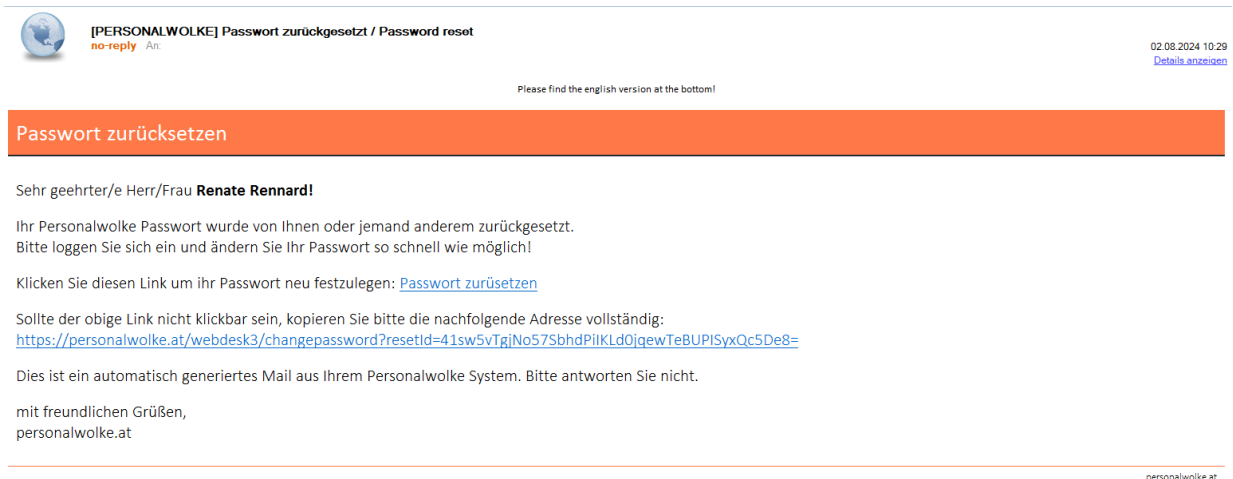 [PERSONALWOLKE] Passwort zurückgesetzt / Password reset
no-reply An:
02.08.2024 10:29
Details anzeigen
Please find the english version at the bottom!
Passwort zurücksetzen
Sehr geehrter/e Herr/Frau Renate Rennard!
Ihr Personalwolke Passwort wurde von Ihnen oder jemand anderem zurückgesetzt.
Bitte loggen Sie sich ein und ändern Sie Ihr Passwort so schnell wie möglich!
Klicken Sie diesen Link um ihr Passwort neu festzulegen: Passwort zurüsetzen
Sollte der obige Link nicht klickbar sein, kopieren Sie bitte die nachfolgende Adresse vollständig:
https://personalwolke.at/webdesk3/changepassword?resetId=41sw5vTgjNo57SbhdPiIKLd0jqewTeBUPISyxQc5De8=
Dies ist ein automatisch generiertes Mail aus Ihrem Personalwolke System. Bitte antworten Sie nicht.
mit freundlichen Grüßen,
personalwolke.at
personalwolke.at